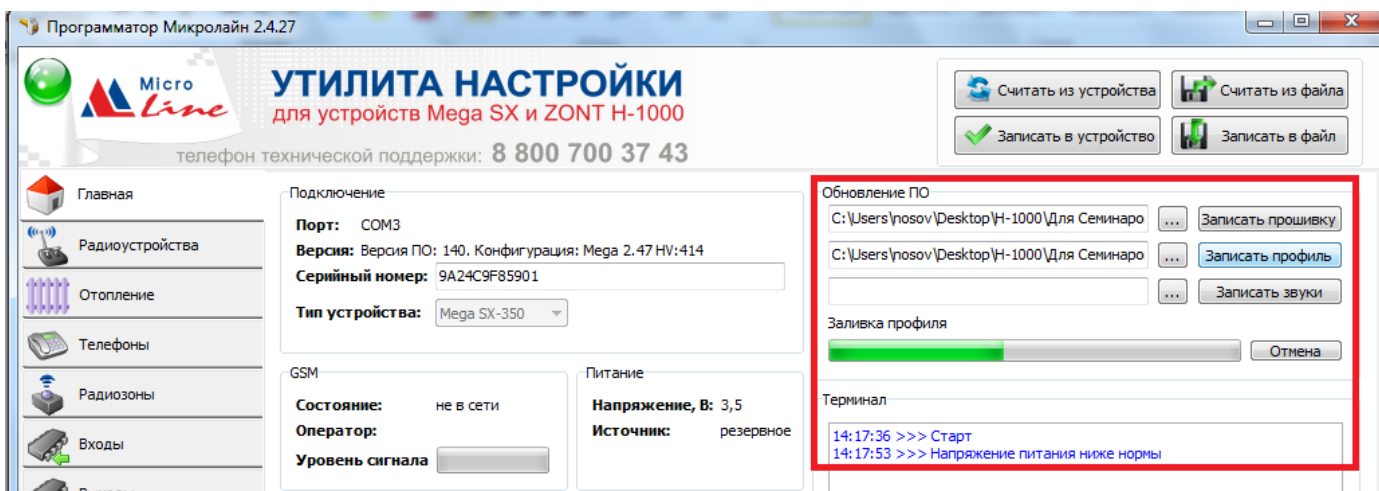 Программатор Микролайн 2.4.27
Micro
Line
УТИЛИТА НАСТРОЙКИ
для устройств Mega SX и ZONT H-1000
телефон технической поддержки: 8 800 700 37 43
Считать из устройства
Считать из файла
Записать в устройство
Записать в файл
Главная
Радиоустройства
Отопление
Телефоны
Радиозоны
Входы
Подключение
Порт: COM3
Версия: Версия ПО: 140. Конфигурация: Mega 2.47 HV:414
Серийный номер: 9A24C9F85901
Тип устройства: Mega SX-350
GSM
Состояние: не в сети
Оператор:
Уровень сигнала
Питание
Напряжение, В: 3,5
Источник: резервное
Обновление ПО
C:\Users\nosov\Desktop\H-1000\Для Семинаро ... Записать прошивку
C:\Users\nosov\Desktop\H-1000\Для Семинаро ... Записать профиль
... Записать звуки
Заливка профиля
Отмена
Терминал
14:17:36 >>> Старт
14:17:53 >>> Напряжение питания ниже нормы